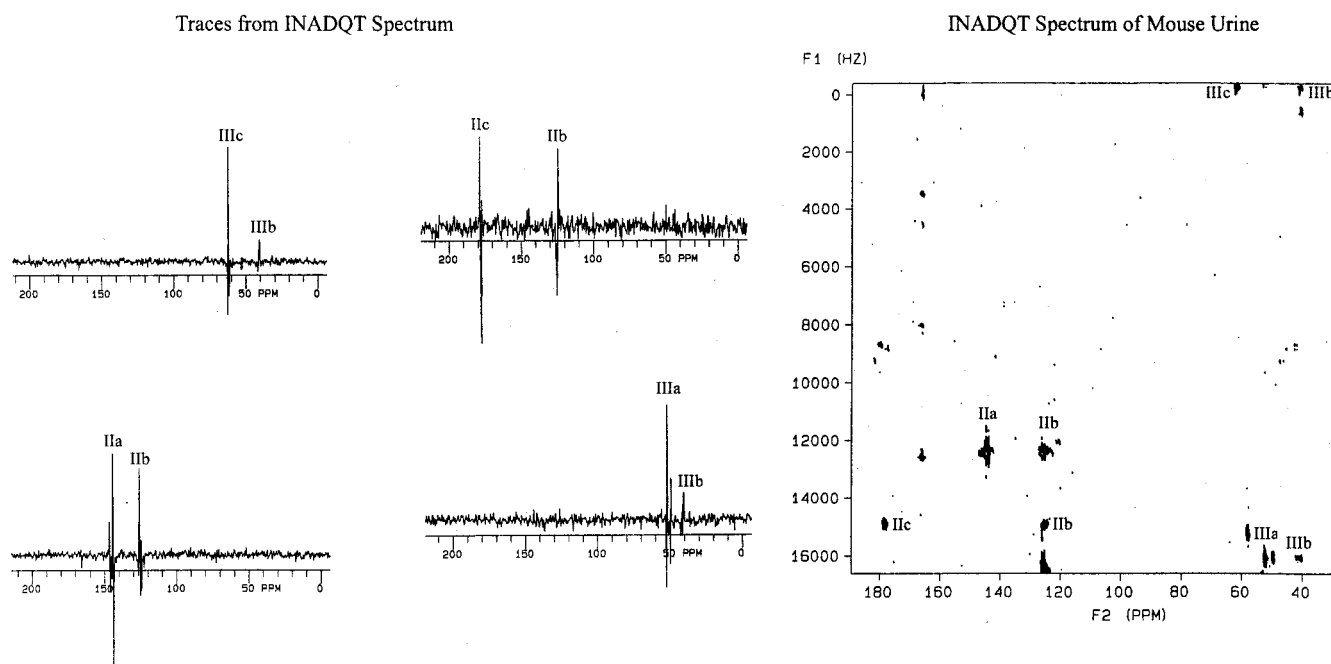 Traces from INADQT Spectrum
INADQT Spectrum of Mouse Urine
IIIc
IIIb
200 150 100 50 PPM 0
IIc
IIb
200 150 100 50 PPM 0
IIa
IIb
200 150 100 50 PPM 0
IIIa
IIIb
200 150 100 50 PPM 0
F1 (HZ)
0
2000
4000
6000
8000
10000
12000
14000
16000
IIIc
IIIb
IIa
IIb
IIc
IIb
IIIa
IIIb
180 160 140 120 100 80 60 40
F2 (PPM)